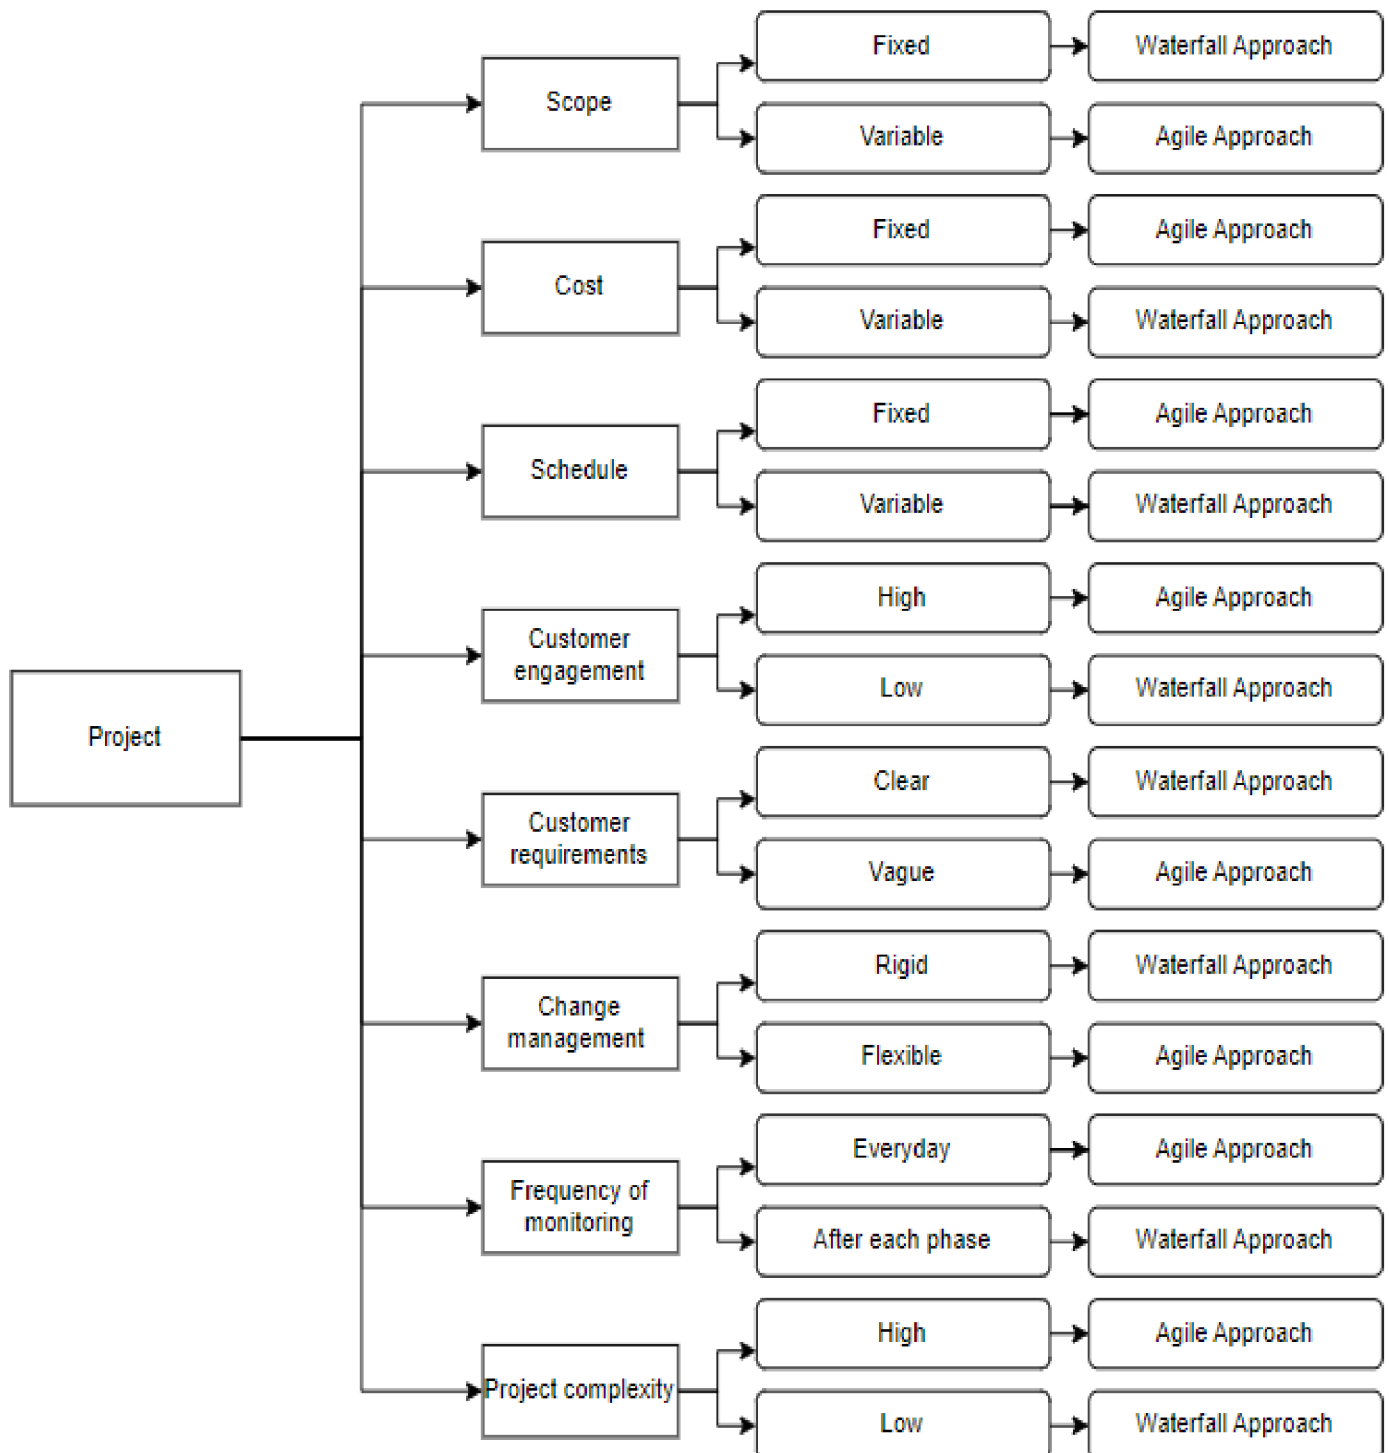 Fixed
Waterfall Approach
Scope
Variable
Agile Approach
Fixed
Agile Approach
Cost
Variable
Waterfall Approach
Fixed
Agile Approach
Schedule
Variable
Waterfall Approach
High
Agile Approach
Customer
engagement
Low
Waterfall Approach
Project
Clear
Waterfall Approach
Customer
requirements
Vague
Agile Approach
Rigid
Waterfall Approach
Change
management
Flexible
Agile Approach
Everyday
Agile Approach
Frequency of
monitoring
After each phase
Waterfall Approach
High
Agile Approach
Project complexity
Low
Waterfall Approach